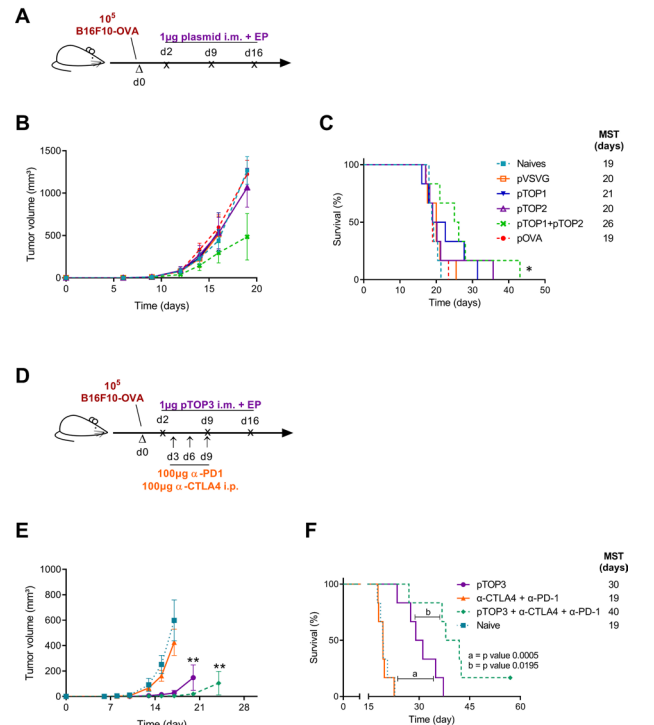 A
10⁵
B16F10-OVA
1µg plasmid i.m. + EP
d2 d9 d16
Δ
d0
B
Tumor volume (mm³)
1500
1000
500
0
0 5 10 15 20
Time (days)
C
Survival (%)
100
50
0
0 10 20 30 40 50
Time (days)
*
MST
(days)
Naives 19
pVSVG 20
pTOP1 21
pTOP2 20
pTOP1+pTOP2 26
pOVA 19
D
10⁵
B16F10-OVA
1µg pTOP3 i.m. + EP
d2 d9 d16
Δ
d0
d3 d6 d9
100µg α-PD1
100µg α-CTLA4 i.p.
E
Tumor volume (mm³)
1000
800
600
400
200
0
0 7 14 21 28
** **
Time (days)
F
Survival (%)
100
50
0
0 15 30 45 60
Time (days)
b
a
MST
(days)
pTOP3 30
α-CTLA4 + α-PD-1 19
pTOP3 + α-CTLA4 + α-PD-1 40
Naive 19
a = p value 0.0005
b = p value 0.0195